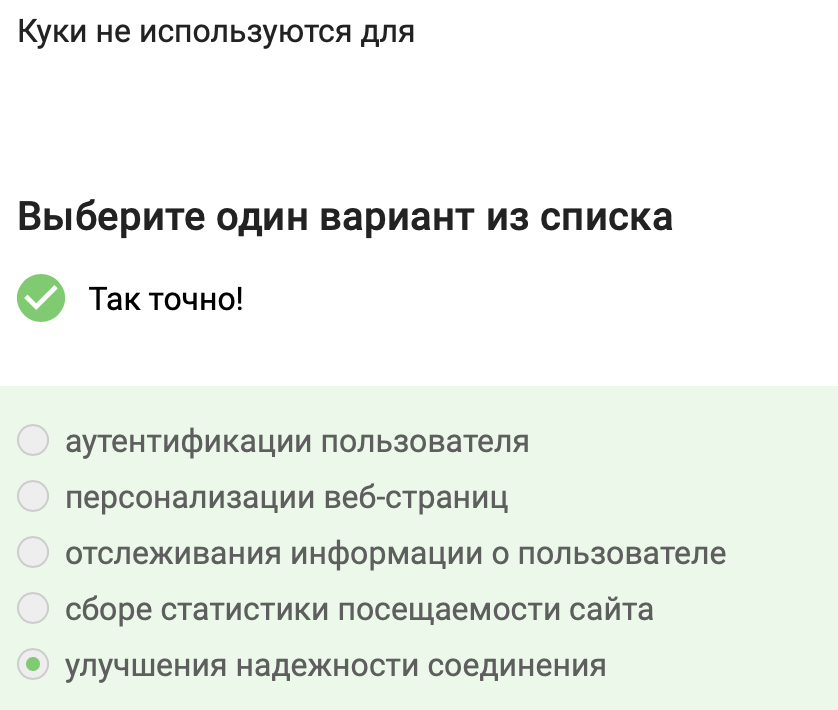 Куки не используются для
Выберите один вариант из списка
Так точно!
аутентификации пользователя
персонализации веб-страниц
отслеживания информации о пользователе
сборе статистики посещаемости сайта
улучшения надежности соединения